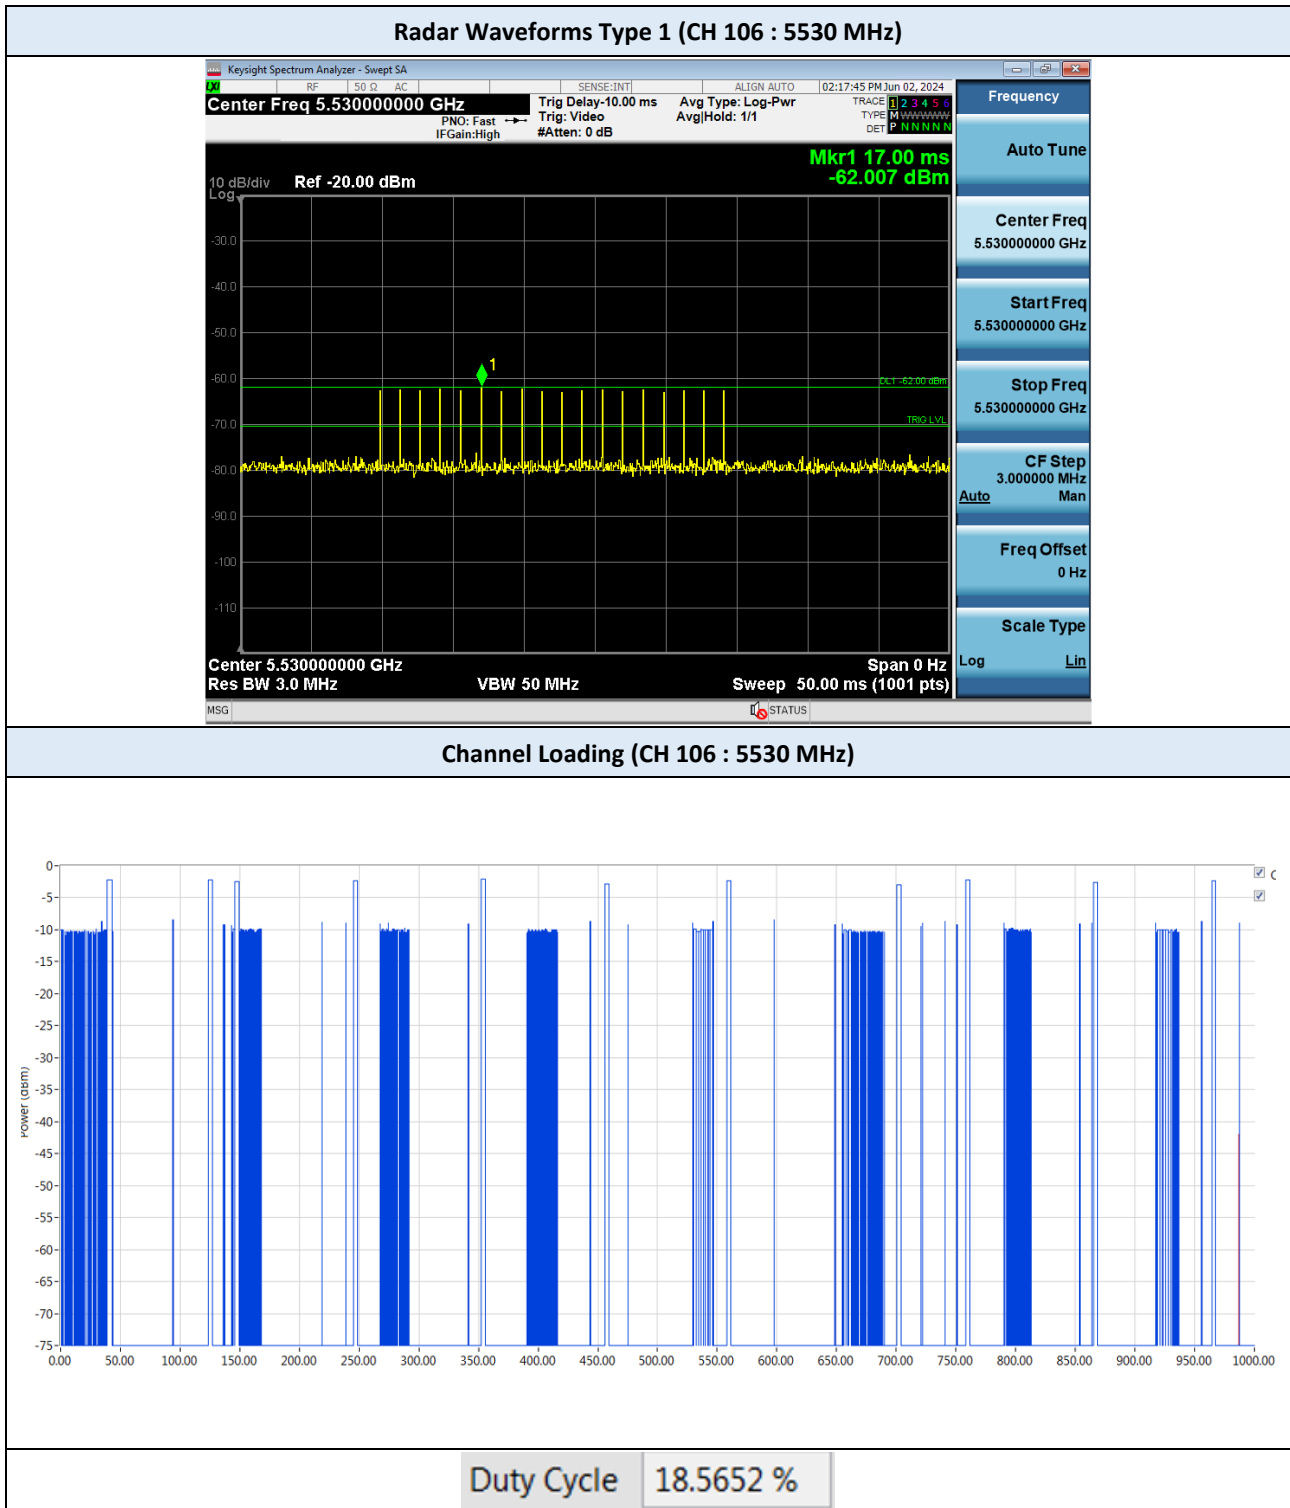 Radar Waveforms Type 1 (CH 106 : 5530 MHz)
Keysight Spectrum Analyzer - Swept SA
LXI RF 50 Ω AC SENSE:INT ALIGN AUTO 02:17:45 PM Jun 02, 2024
Center Freq 5.530000000 GHz
PNO: Fast
IFGain:High
Trig Delay-10.00 ms
Trig: Video
#Atten: 0 dB
Avg Type: Log-Pwr
Avg|Hold: 1/1
TRACE 1 2 3 4 5 6
TYPE M WWWWW
DET P N N N N N
Mkr1 17.00 ms
-62.007 dBm
10 dB/div Ref -20.00 dBm
Log
-30.0
-40.0
-50.0
-60.0
-70.0
-80.0
-90.0
-100
-110
1
DL1 -62.00 dBm
TRIG LVL
Center 5.530000000 GHz Span 0 Hz
Res BW 3.0 MHz VBW 50 MHz Sweep 50.00 ms (1001 pts)
MSG STATUS
Frequency
Auto Tune
Center Freq
5.530000000 GHz
Start Freq
5.530000000 GHz
Stop Freq
5.530000000 GHz
CF Step
3.000000 MHz
Auto Man
Freq Offset
0 Hz
Scale Type
Log Lin
Channel Loading (CH 106 : 5530 MHz)
0
-5
-10
-15
-20
-25
-30
-35
-40
-45
-50
-55
-60
-65
-70
-75
Power (dBm)
0.00 50.00 100.00 150.00 200.00 250.00 300.00 350.00 400.00 450.00 500.00 550.00 600.00 650.00 700.00 750.00 800.00 850.00 900.00 950.00 1000.00
Duty Cycle 18.5652 %